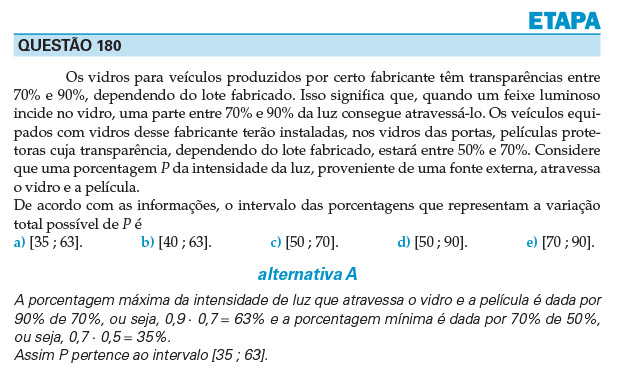 ETAPA
QUESTÃO 180
Os vidros para veículos produzidos por certo fabricante têm transparências entre
70% e 90%, dependendo do lote fabricado. Isso significa que, quando um feixe luminoso
incide no vidro, uma parte entre 70% e 90% da luz consegue atravessá-lo. Os veículos equi-
pados com vidros desse fabricante terão instaladas, nos vidros das portas, películas prote-
toras cuja transparência, dependendo do lote fabricado, estará entre 50% e 70%. Considere
que uma porcentagem P da intensidade da luz, proveniente de uma fonte externa, atravessa
o vidro e a película.
De acordo com as informações, o intervalo das porcentagens que representam a variação
total possível de P é
a) [35 ; 63]. b) [40 ; 63]. c) [50 ; 70]. d) [50 ; 90]. e) [70 ; 90].
alternativa A
A porcentagem máxima da intensidade de luz que atravessa o vidro e a película é dada por
90% de 70%, ou seja, 0,9 · 0,7 = 63% e a porcentagem mínima é dada por 70% de 50%,
ou seja, 0,7 · 0,5 = 35%.
Assim P pertence ao intervalo [35 ; 63].